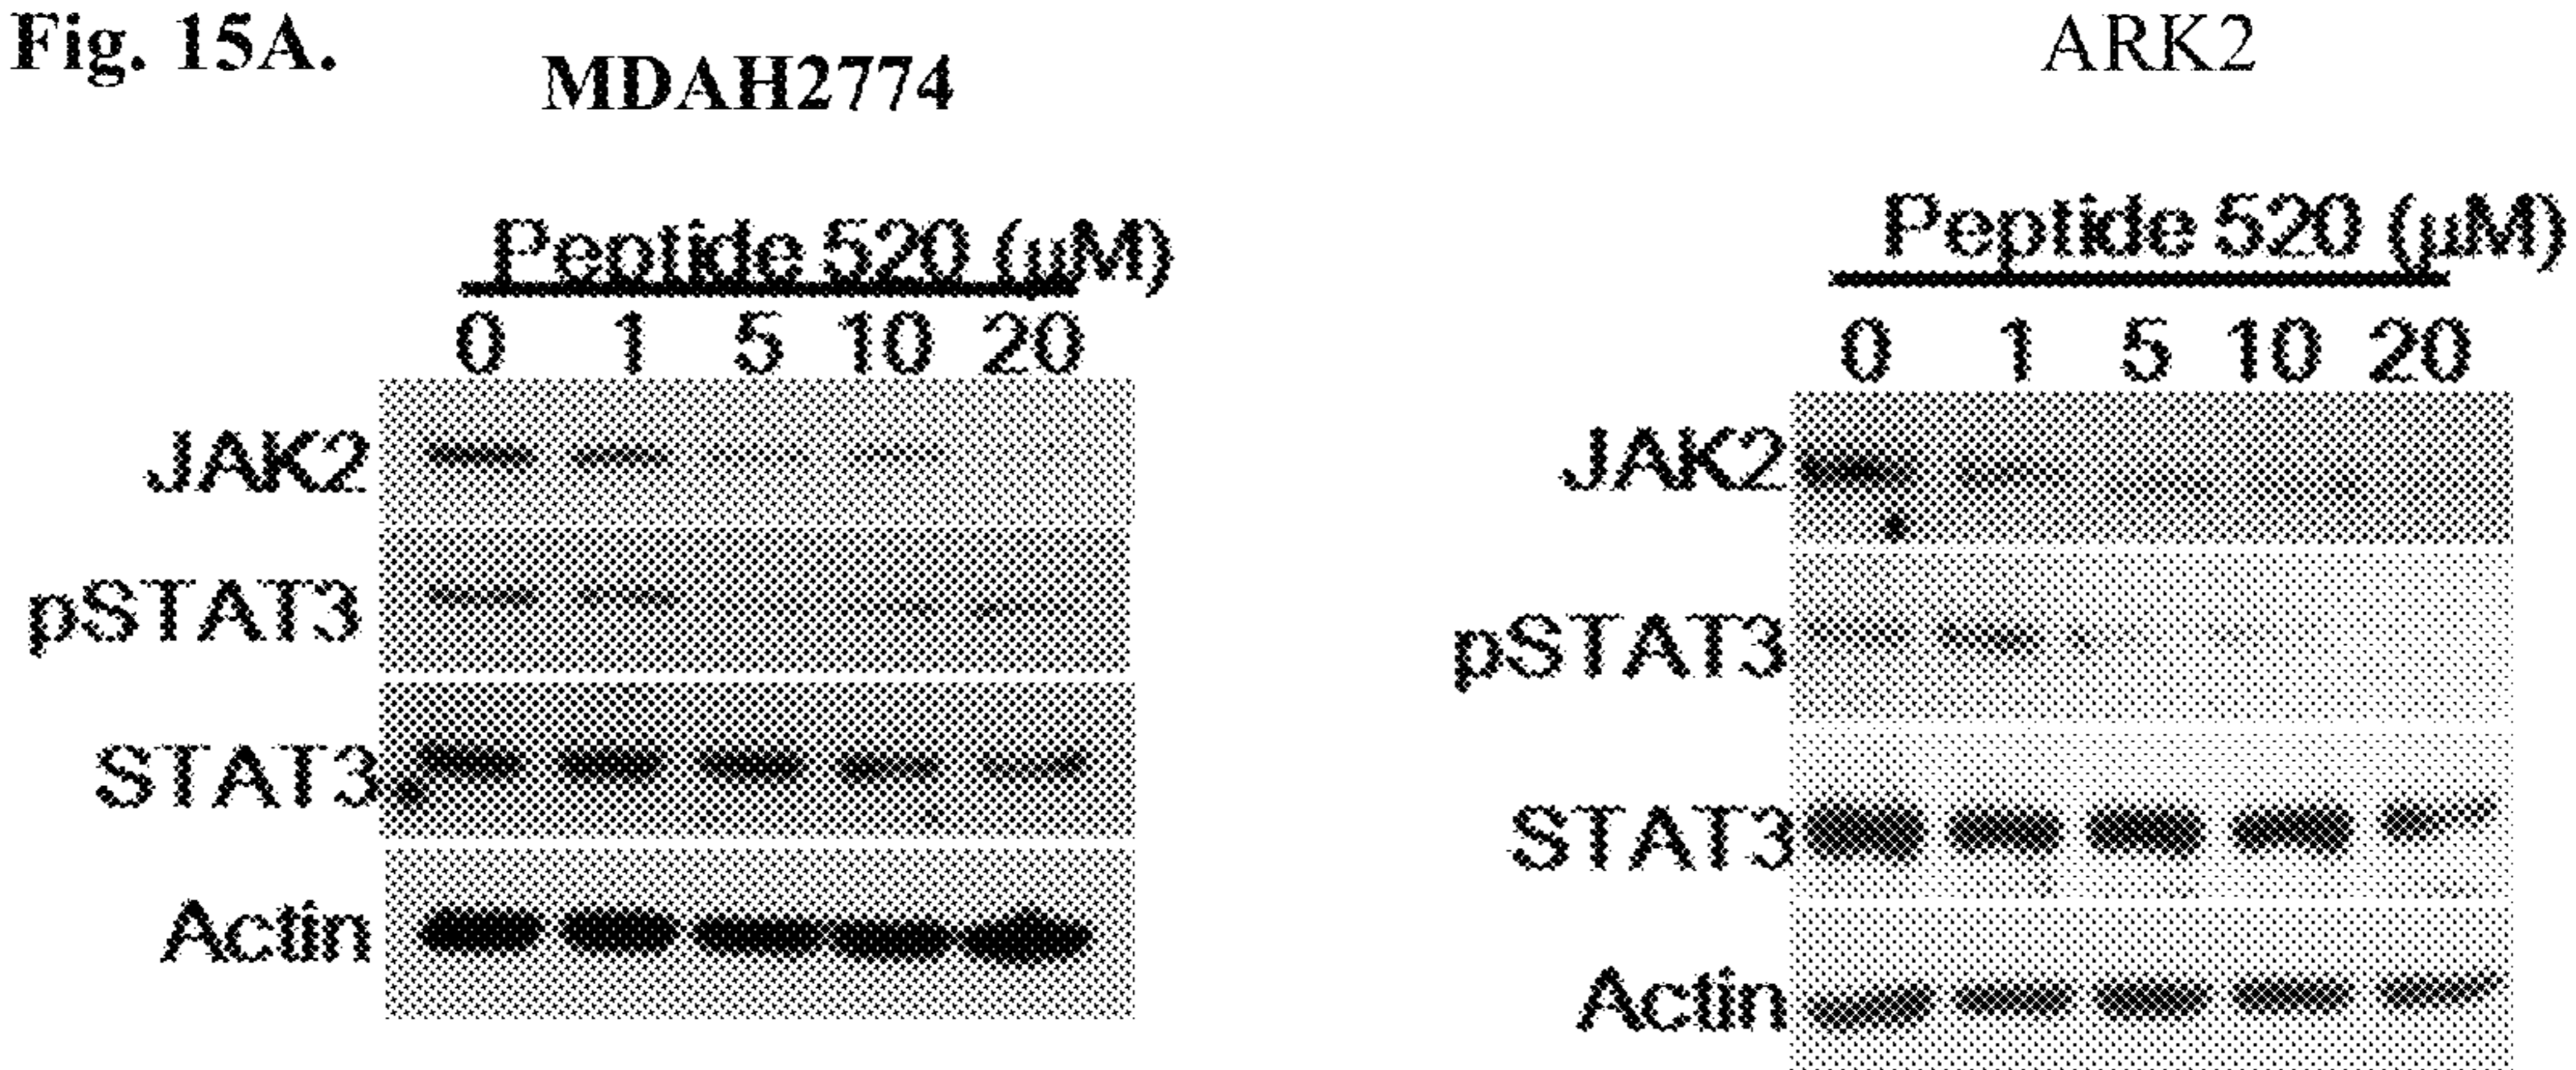 Fig. 15A.
MDAH2774
Peptide 520 (μM)
0 1 5 10 20
JAK2
pSTAT3
STAT3
Actin
ARK2
Peptide 520 (μM)
0 1 5 10 20
JAK2
pSTAT3
STAT3
Actin